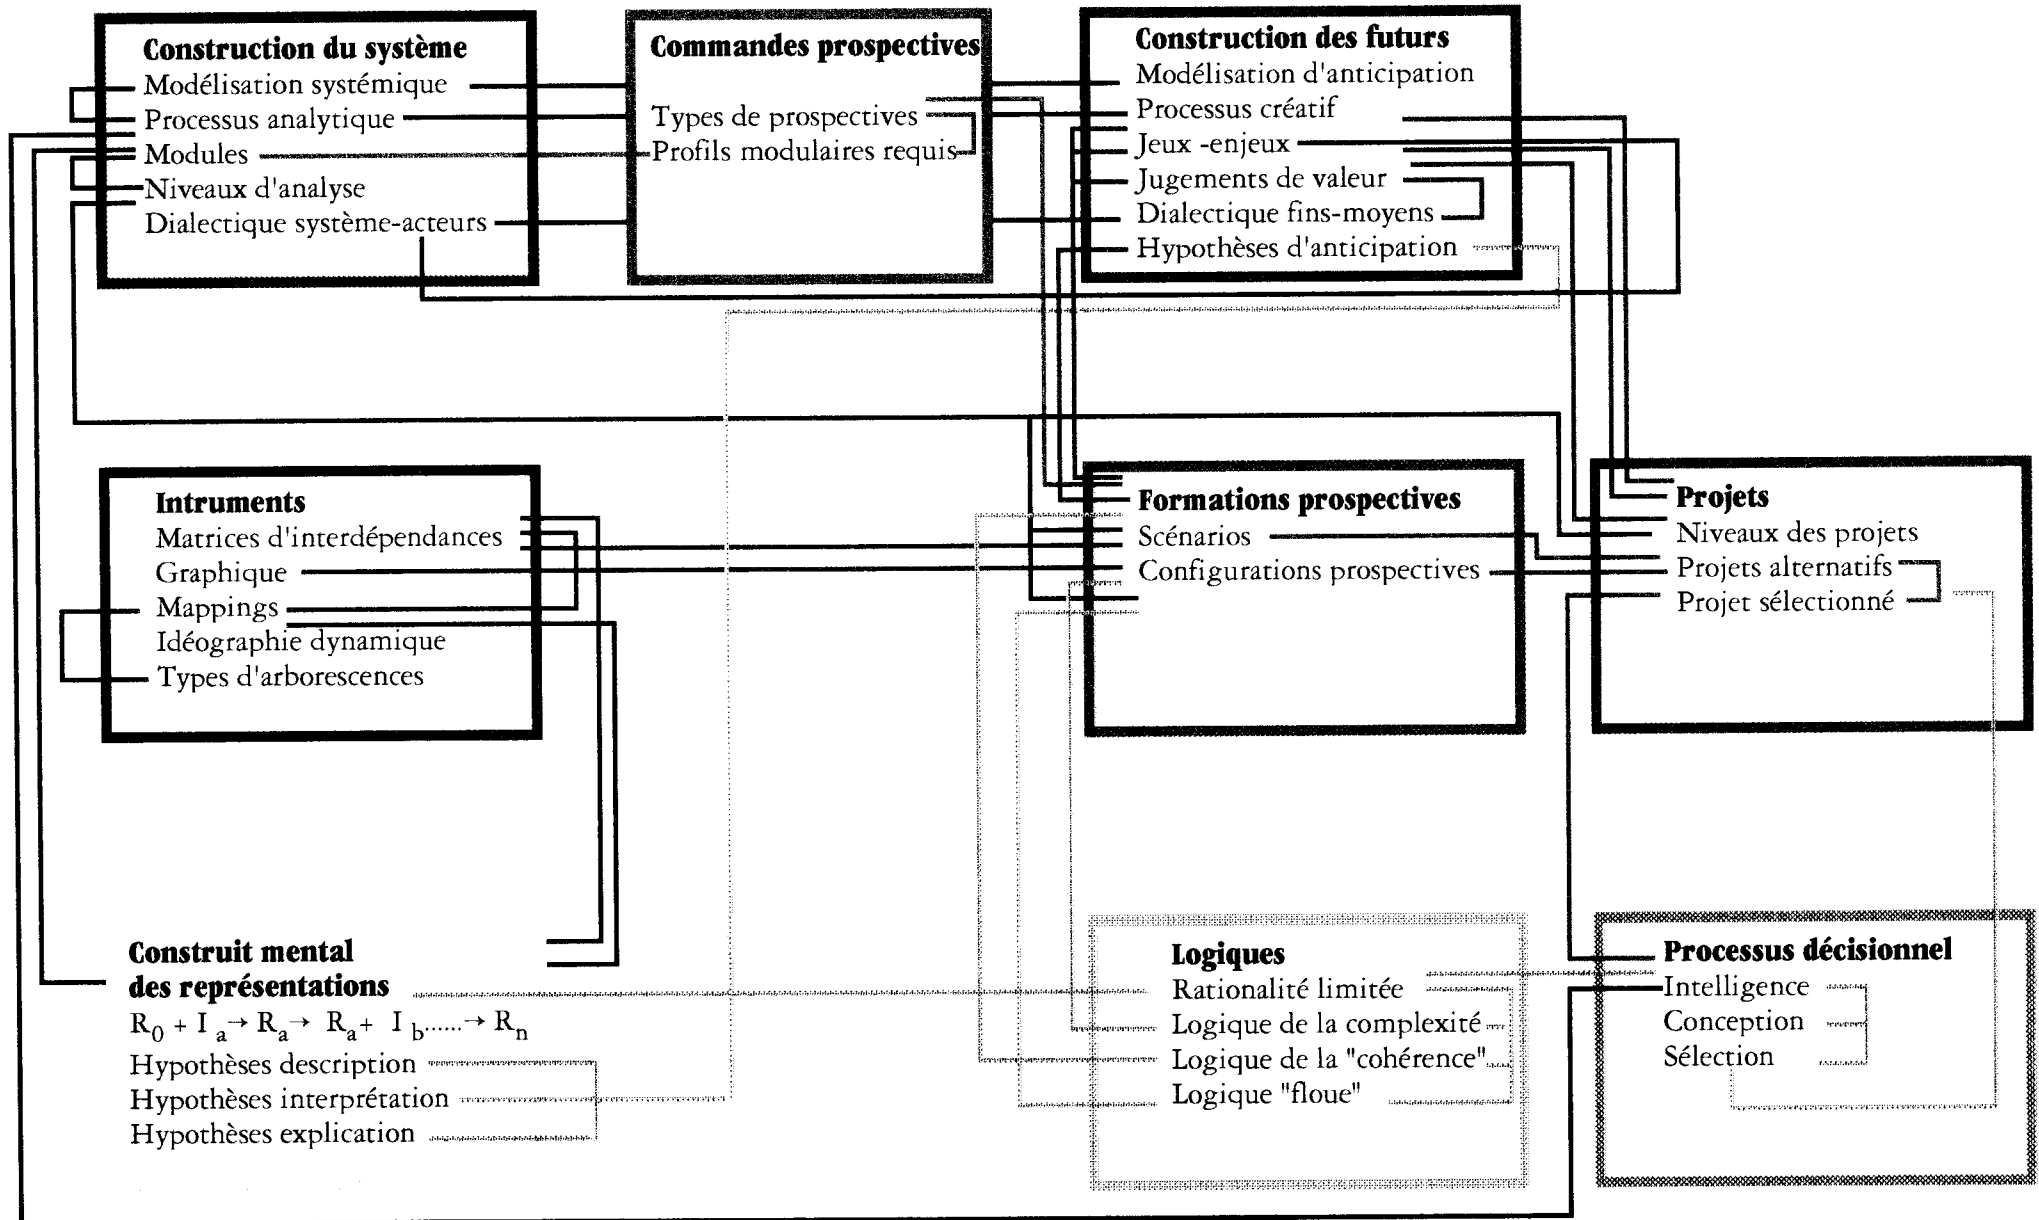 Construction du système
Modélisation systémique
Processus analytique
Modules
Niveaux d'analyse
Dialectique système-acteurs
Commandes prospectives
Types de prospectives
Profils modulaires requis
Construction des futurs
Modélisation d'anticipation
Processus créatif
Jeux -enjeux
Jugements de valeur
Dialectique fins-moyens
Hypothèses d'anticipation
Intruments
Matrices d'interdépendances
Graphique
Mappings
Idéographie dynamique
Types d'arborescences
Formations prospectives
Scénarios
Configurations prospectives
Projets
Niveaux des projets
Projets alternatifs
Projet sélectionné
Construit mental
des représentations
R0 + I a→ Ra→ Ra+ I b......→ Rn
Hypothèses description
Hypothèses interprétation
Hypothèses explication
Logiques
Rationalité limitée
Logique de la complexité
Logique de la "cohérence"
Logique "floue"
Processus décisionnel
Intelligence
Conception
Sélection